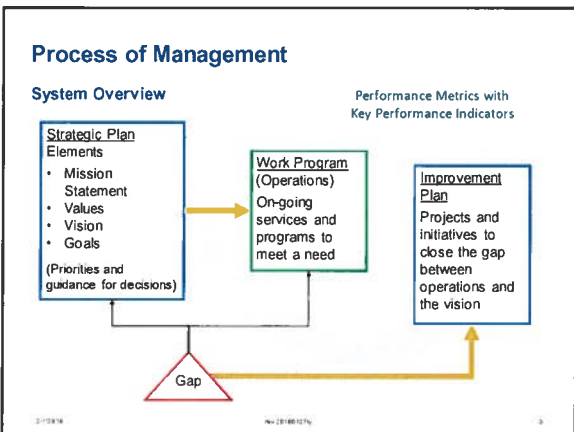 Process of Management
System Overview
Performance Metrics with
Key Performance Indicators
Strategic Plan
Elements
• Mission
Statement
• Values
• Vision
• Goals
(Priorities and
guidance for decisions)
Work Program
(Operations)
On-going
services and
programs to
meet a need
Improvement
Plan
Projects and
initiatives to
close the gap
between
operations and
the vision
Gap